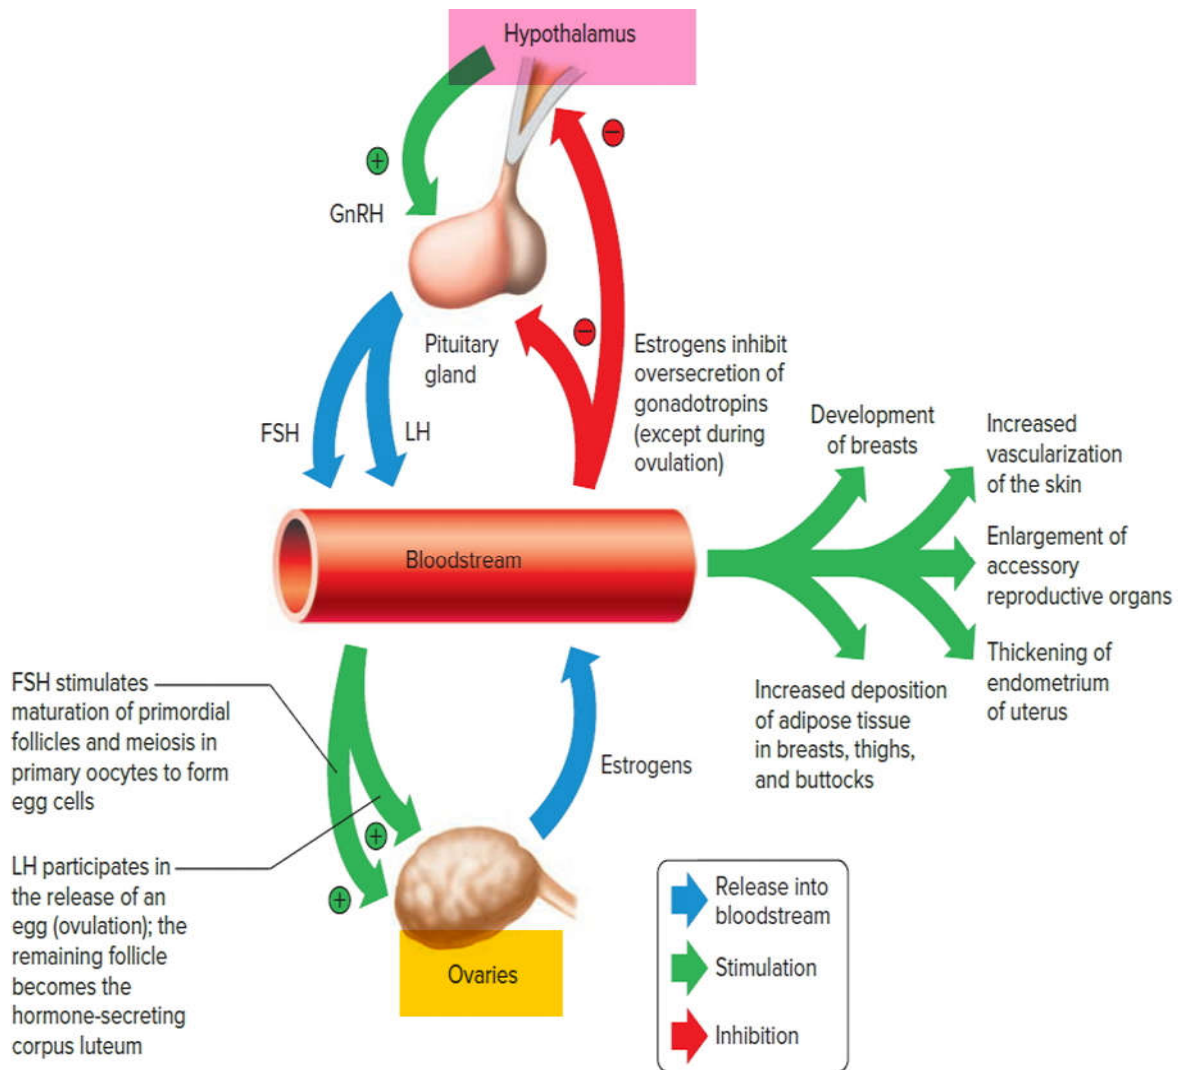 Hypothalamus
+
−
GnRH
Pituitary
gland
−
Estrogens inhibit
oversecretion of
gonadotropins
(except during
ovulation)
FSH
LH
Development
of breasts
Increased
vascularization
of the skin
Bloodstream
Enlargement of
accessory
reproductive organs
Thickening of
endometrium
of uterus
Increased deposition
of adipose tissue
in breasts, thighs,
and buttocks
FSH stimulates
maturation of primordial
follicles and meiosis in
primary oocytes to form
egg cells
Estrogens
+
+
LH participates in
the release of an
egg (ovulation); the
remaining follicle
becomes the
hormone-secreting
corpus luteum
Ovaries
Release into
bloodstream
Stimulation
Inhibition